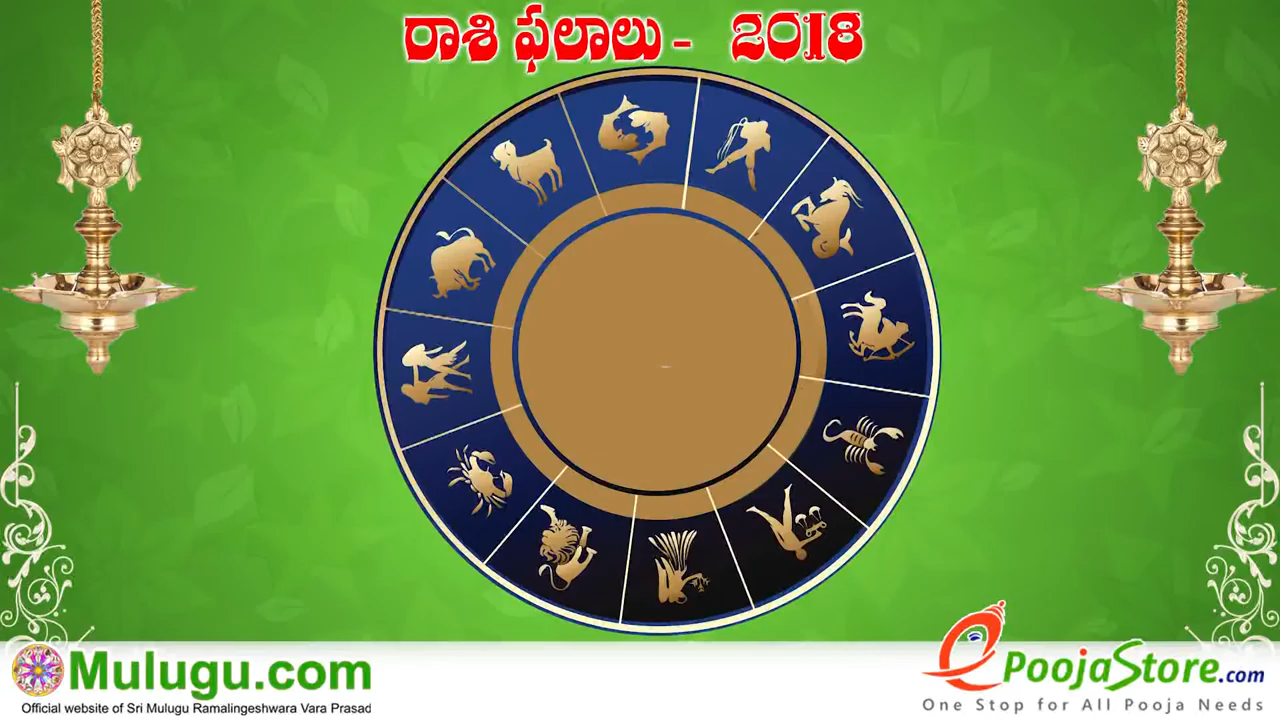 రాశి ఫలాలు - 2018
Mulugu.com
Official website of Sri Mulugu Ramalingeshwara Vara Prasad
ePoojaStore.com
One Stop for All Pooja Needs